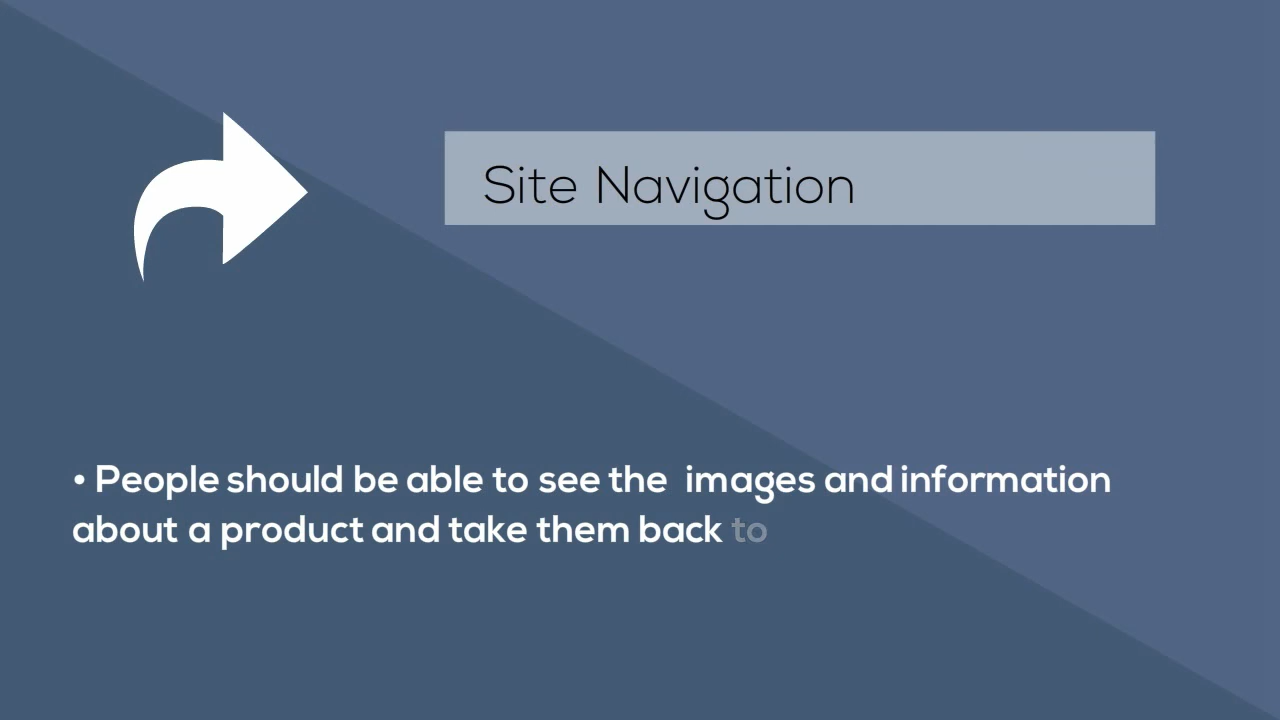 Site Navigation
• People should be able to see the images and information
about a product and take them back to